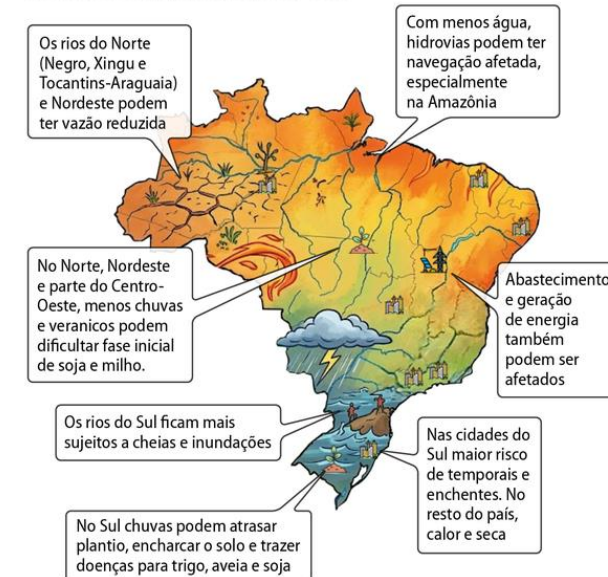 Os rios do Norte
(Negro, Xingu e
Tocantins-Araguaia)
e Nordeste podem
ter vazão reduzida
Com menos água,
hidrovias podem ter
navegação afetada,
especialmente
na Amazônia
No Norte, Nordeste
e parte do Centro-
Oeste, menos chuvas
e veranicos podem
dificultar fase inicial
de soja e milho.
Abastecimento
e geração
de energia
também
podem ser
afetados
Os rios do Sul ficam mais
sujeitos a cheias e inundações
Nas cidades do
Sul maior risco
de temporais e
enchentes. No
resto do país,
calor e seca
No Sul chuvas podem atrasar
plantio, encharcar o solo e trazer
doenças para trigo, aveia e soja